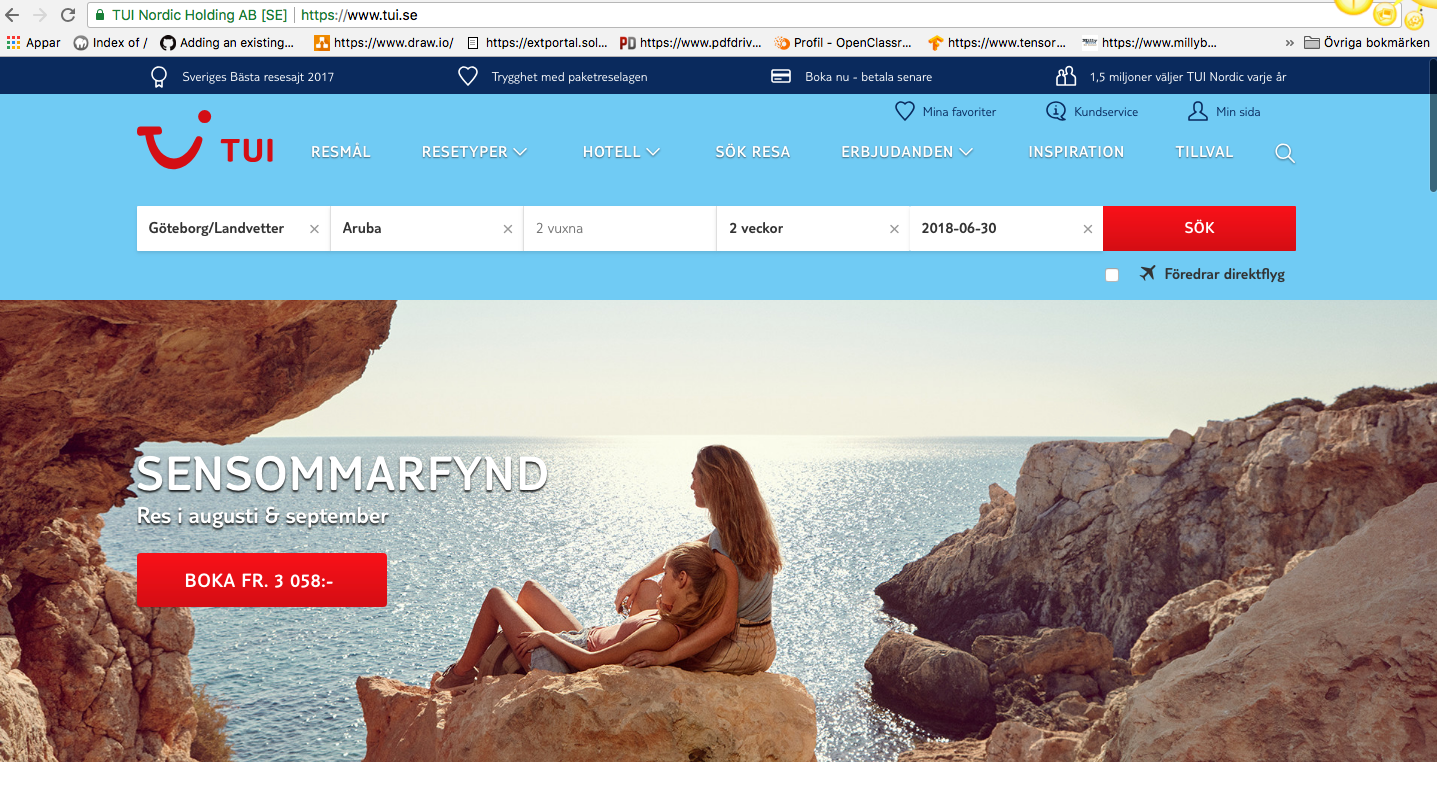 TUI Nordic Holding AB [SE] | https://www.tui.se
Appar Index of / Adding an existing... https://www.draw.io/ https://extportal.sol... PD https://www.pdfdriv... Profil - OpenClassr... https://www.tensor... https://www.millyb... » Övriga bokmärken
Sveriges Bästa resesajt 2017 Trygghet med paketreselagen Boka nu - betala senare 1,5 miljoner väljer TUI Nordic varje år
Mina favoriter Kundservice Min sida
TUI RESMÅL RESETYPER HOTELL SÖK RESA ERBJUDANDEN INSPIRATION TILLVAL
Göteborg/Landvetter × Aruba × 2 vuxna 2 veckor × 2018-06-30 × SÖK
Föredrar direktflyg
SENSOMMARFYND
Res i augusti & september
BOKA FR. 3 058:-